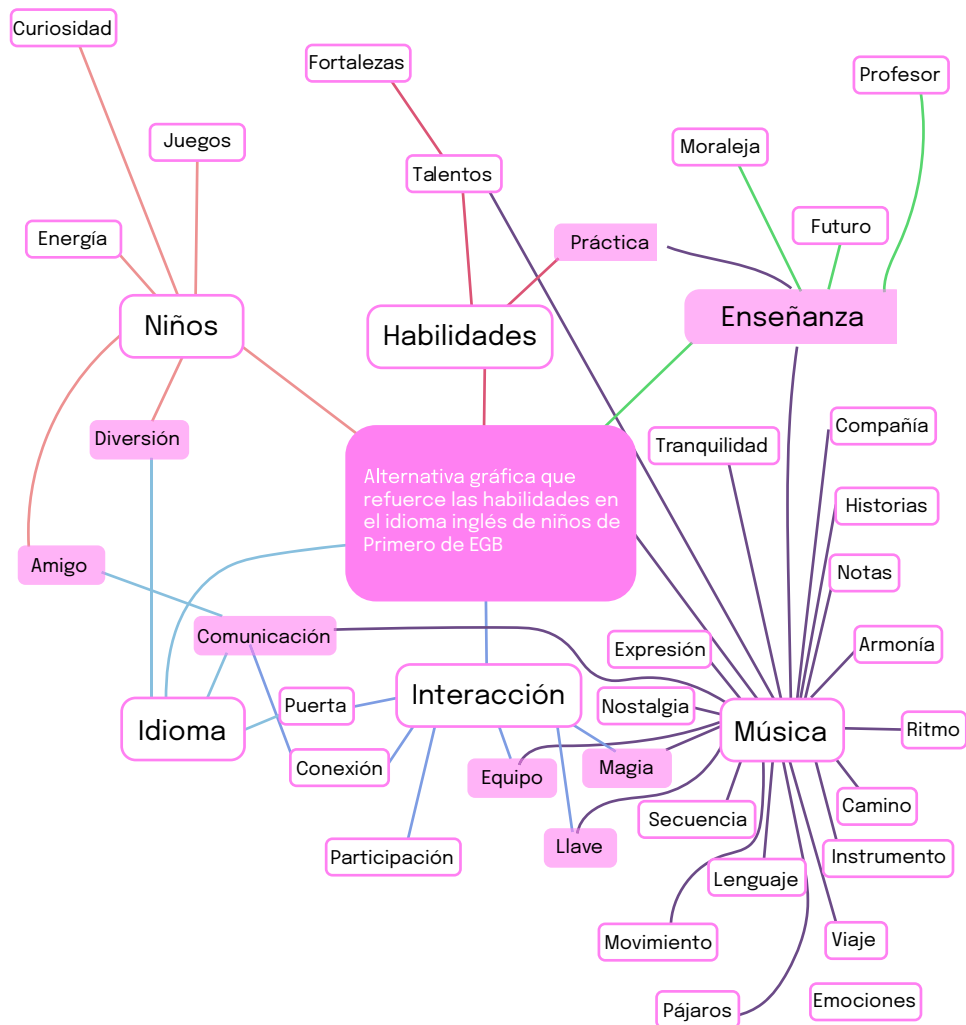 Curiosidad
Fortalezas
Profesor
Juegos
Moraleja
Talentos
Futuro
Energía
Práctica
Niños
Habilidades
Enseñanza
Diversión
Tranquilidad
Compañía
Alternativa gráfica que
refuerce las habilidades en
el idioma inglés de niños de
Primero de EGB
Historias
Amigo
Notas
Comunicación
Expresión
Armonía
Puerta
Interacción
Nostalgia
Idioma
Música
Ritmo
Conexión
Equipo
Magia
Camino
Secuencia
Participación
Llave
Instrumento
Lenguaje
Movimiento
Viaje
Pájaros
Emociones